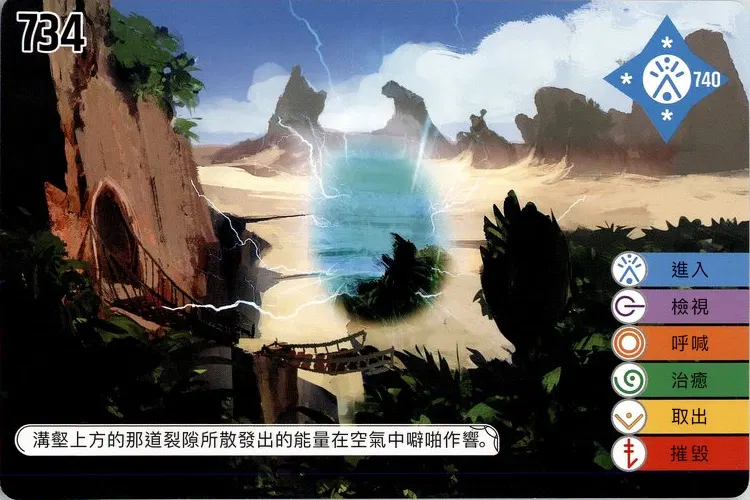 734
*
* 740
*
進入
檢視
呼喊
治癒
取出
摧毀
溝壑上方的那道裂隙所散發出的能量在空氣中噼啪作響。